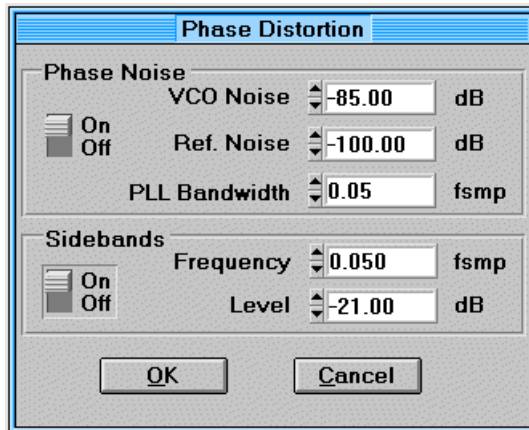 Phase Distortion
Phase Noise
VCO Noise -85.00 dB
On
Off
Ref. Noise -100.00 dB
PLL Bandwidth 0.05 fsmp
Sidebands
Frequency 0.050 fsmp
On
Off
Level -21.00 dB
OK Cancel